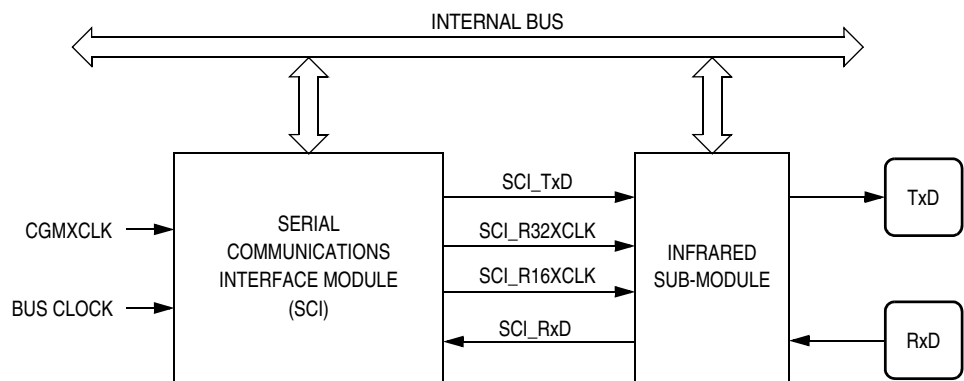 INTERNAL BUS
SCI_TxD
TxD
CGMXCLK
SERIAL
COMMUNICATIONS
INTERFACE MODULE
(SCI)
SCI_R32XCLK
INFRARED
SUB-MODULE
SCI_R16XCLK
BUS CLOCK
SCI_RxD
RxD